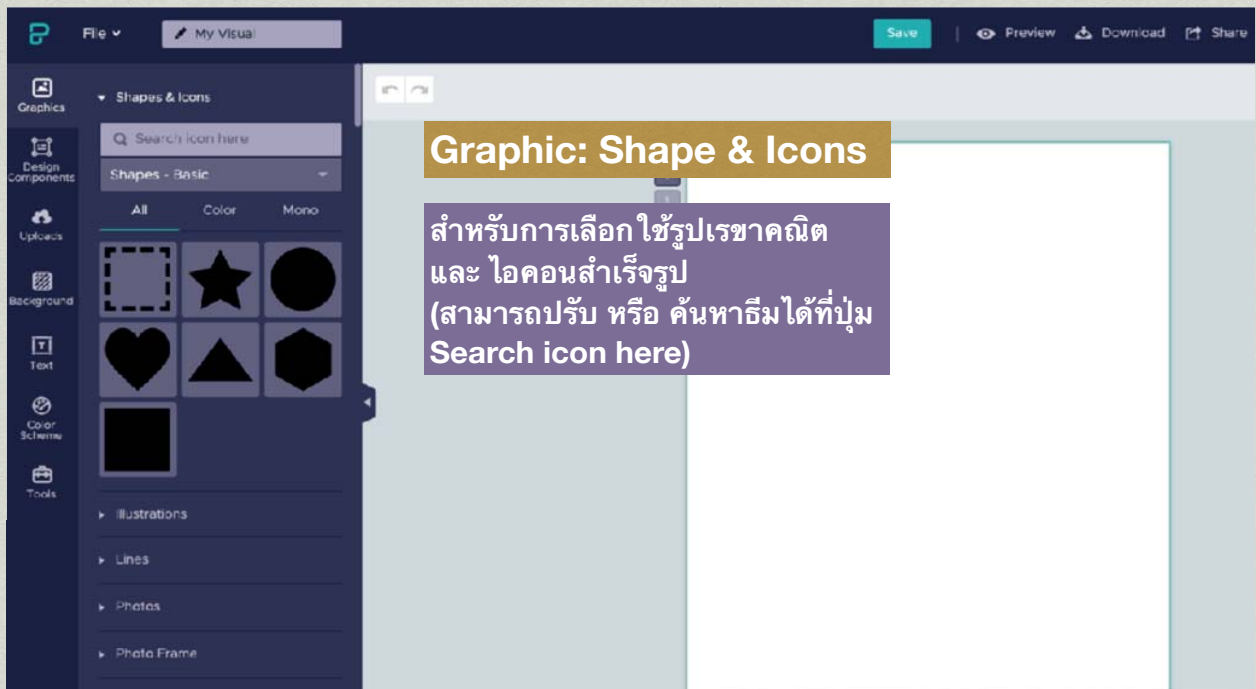 File
My Visual
Save
Preview
Download
Share
Graphics
Design
Components
Uploads
Background
Text
Color
Scheme
Tools
Shapes & Icons
Search icon here
Shapes - Basic
All
Color
Mono
Illustrations
Lines
Photos
Photo Frame
Graphic: Shape & Icons
สำหรับการเลือกใช้รูปเรขาคณิต
และ ไอคอนสำเร็จรูป
(สามารถปรับ หรือ ค้นหาธีมได้ที่ปุ่ม
Search icon here)